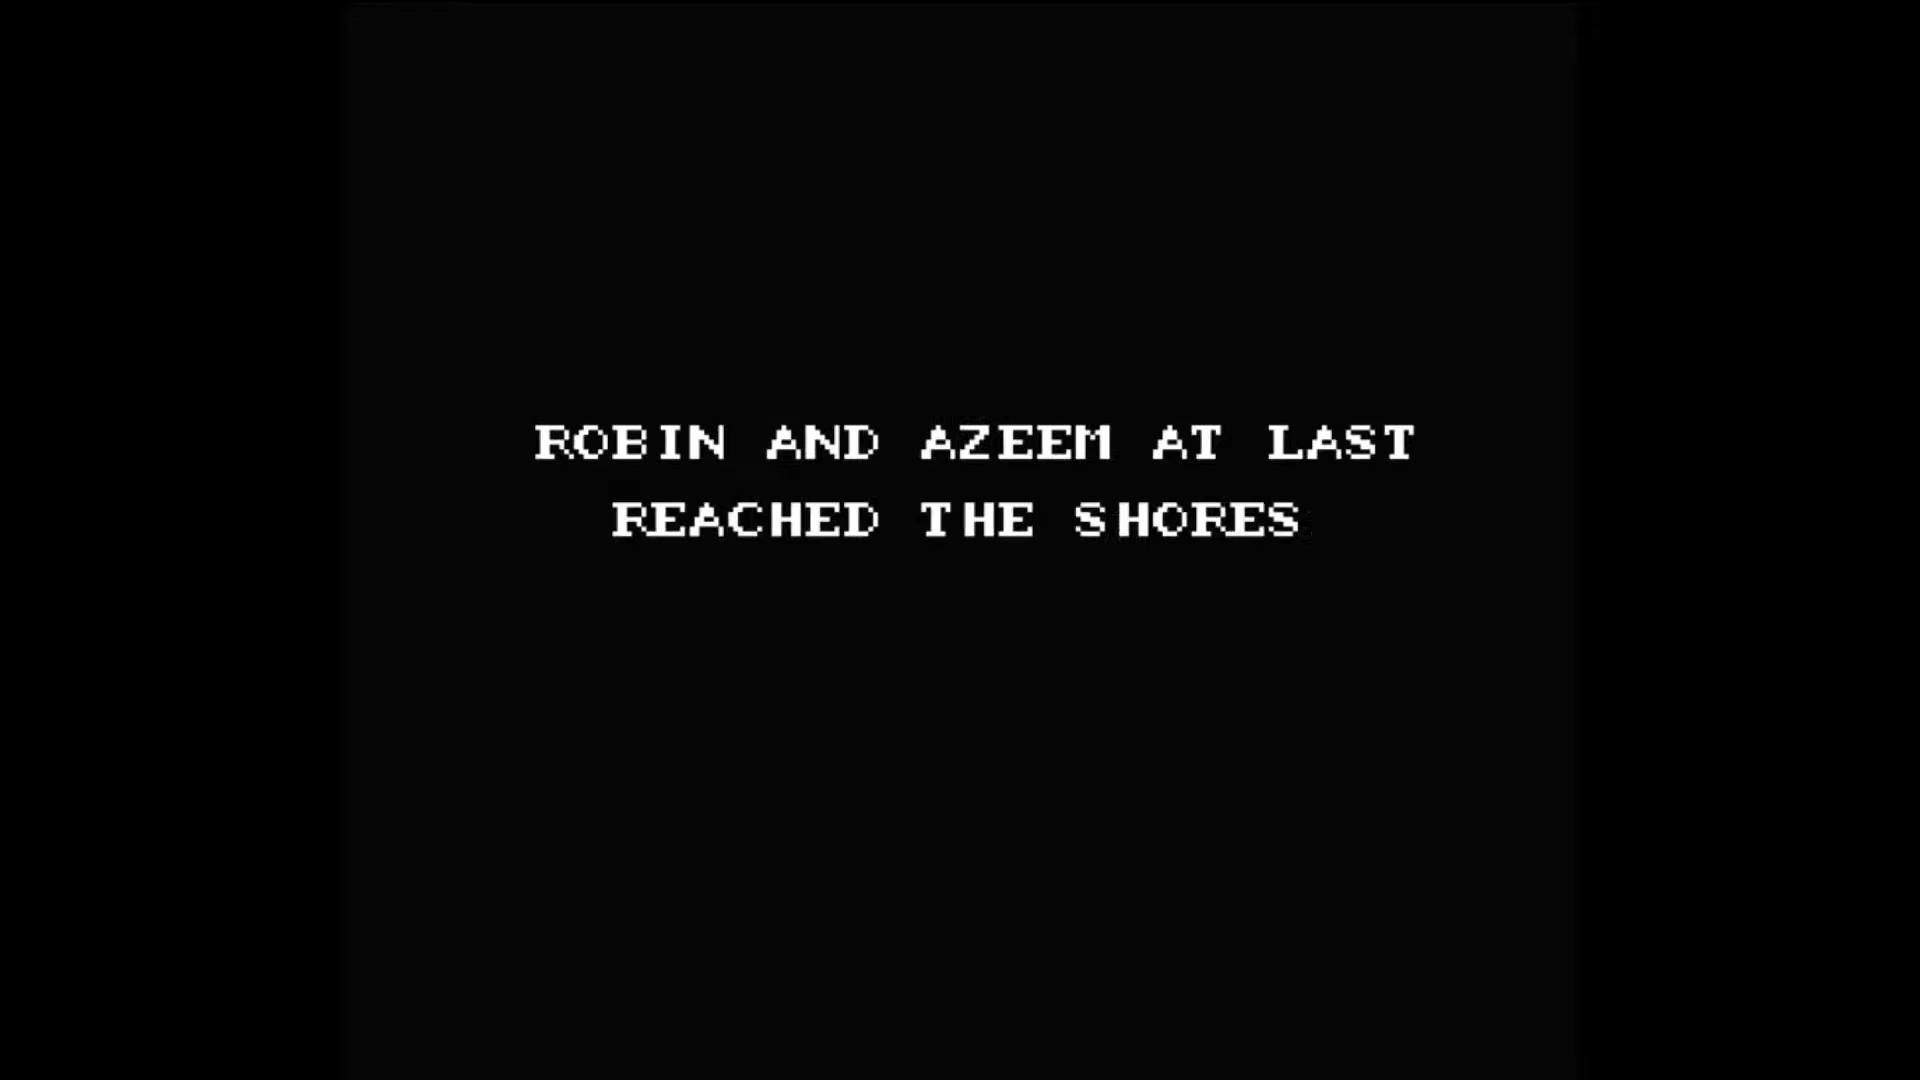 ROBIN AND AZEEM AT LAST
REACHED THE SHORES